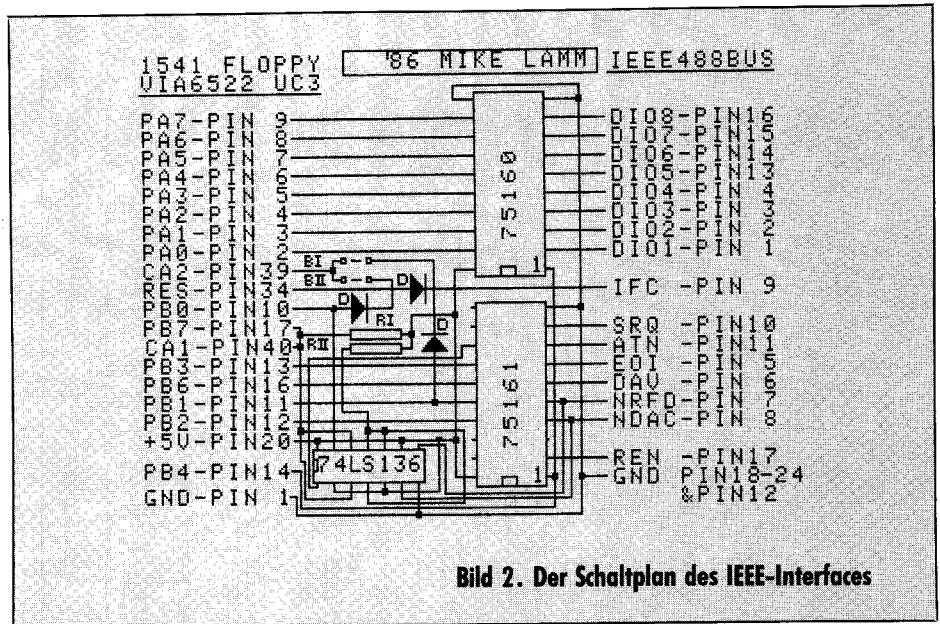 1541 FLOPPY
VIA6522 UC3
'86 MIKE LAMM
IEEE488BUS
PA7-PIN 9
PA6-PIN 8
PA5-PIN 7
PA4-PIN 6
PA3-PIN 5
PA2-PIN 4
PA1-PIN 3
PA0-PIN 2
CA2-PIN39
RES-PIN34
PB0-PIN10
PB7-PIN17
CA1-PIN40
PB3-PIN13
PB6-PIN16
PB1-PIN11
PB2-PIN12
+5V-PIN20
PB4-PIN14
GND-PIN 1
BI
BII
D
D
RI
D
RII
75160
1
75161
1
74LS136
DIO8-PIN16
DIO7-PIN15
DIO6-PIN14
DIO5-PIN13
DIO4-PIN 4
DIO3-PIN 3
DIO2-PIN 2
DIO1-PIN 1
IFC -PIN 9
SRQ -PIN10
ATN -PIN11
EOI -PIN 5
DAV -PIN 6
NRFD-PIN 7
NDAC-PIN 8
REN -PIN17
GND PIN18-24
&PIN12
Bild 2. Der Schaltplan des IEEE-Interfaces